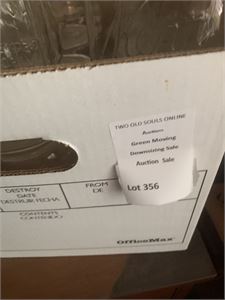 TWO OLD SOULS ONLINE
Auction
Green Moving
Downsizing Sale
Auction Sale
Lot 356
DESTROY
DATE
DESTRUIR FECHA
FROM
DE
CONTENTS
CONTENIDO
OfficeMax